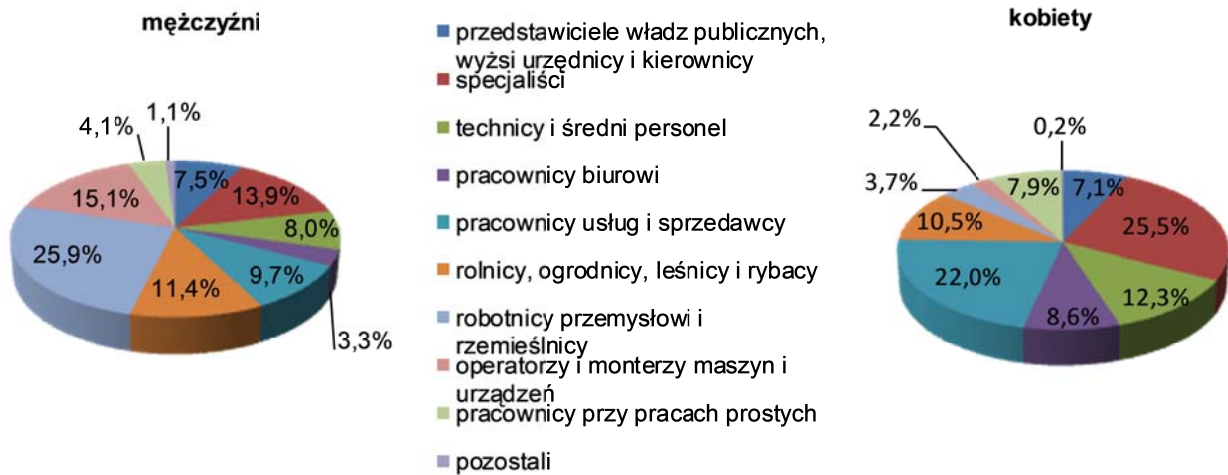 mężczyźni
1,1%
4,1%
7,5%
13,9%
15,1%
8,0%
25,9%
9,7%
11,4%
3,3%
przedstawiciele władz publicznych,
wyżsi urzędnicy i kierownicy
specjaliści
technicy i średni personel
pracownicy biurowi
pracownicy usług i sprzedawcy
rolnicy, ogrodnicy, leśnicy i rybacy
robotnicy przemysłowi i
rzemieślnicy
operatorzy i monterzy maszyn i
urządzeń
pracownicy przy pracach prostych
pozostali
kobiety
2,2%
0,2%
3,7%
7,9%
7,1%
10,5%
25,5%
22,0%
12,3%
8,6%